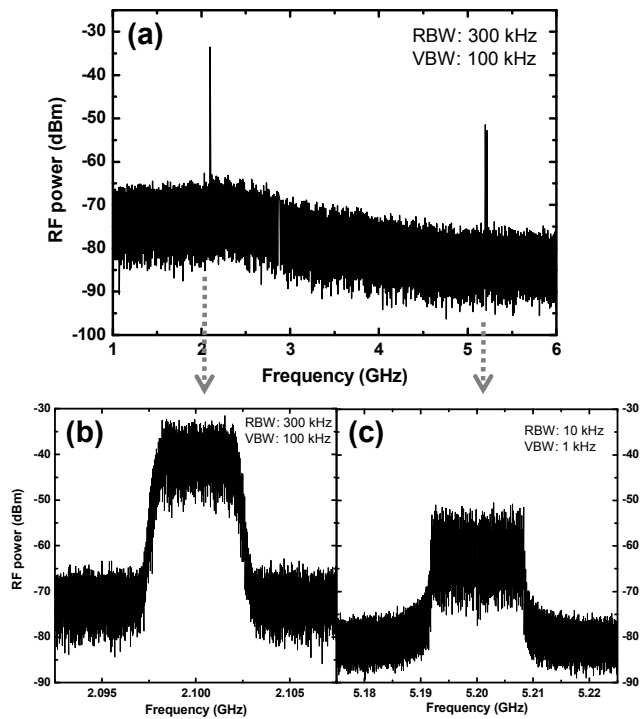 (a)
RBW: 300 kHz
VBW: 100 kHz
RF power (dBm)
-25
-30
-40
-50
-60
-70
-80
-90
-100
1 2 3 4 5 6
Frequency (GHz)
(b)
RBW: 300 kHz
VBW: 100 kHz
RF power (dBm)
-30
-40
-50
-60
-70
-80
-90
2.095 2.100 2.105
Frequency (GHz)
(c)
RBW: 10 kHz
VBW: 1 kHz
-30
-40
-50
-60
-70
-80
-90
5.18 5.19 5.20 5.21 5.22
Frequency (GHz)